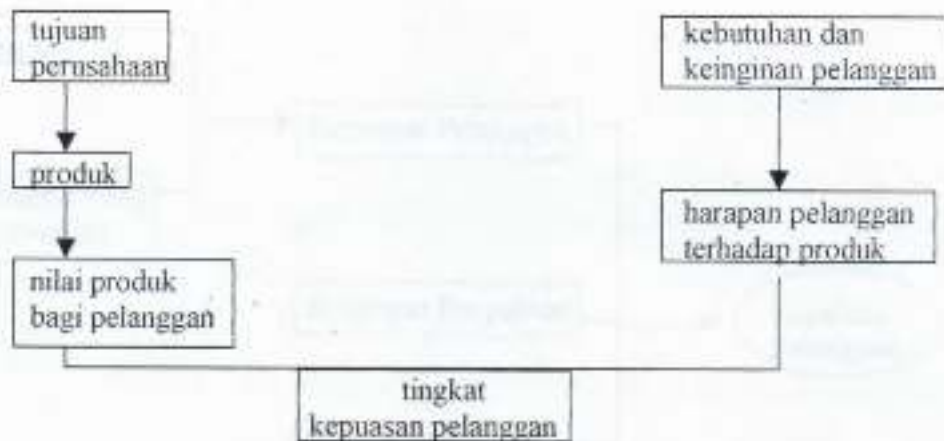 tujuan
perusahaan
kebutuhan dan
keinginan pelanggan
produk
harapan pelanggan
terhadap produk
nilai produk
bagi pelanggan
tingkat
kepuasan pelanggan